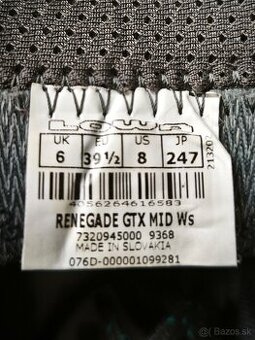 LOWA
UK EU US JP
6 39½ 8 247
213207
4056264616583
RENEGADE GTX MID Ws
7320945000 9368
MADE IN SLOVAKIA
076D-000001099281
bazos.sk